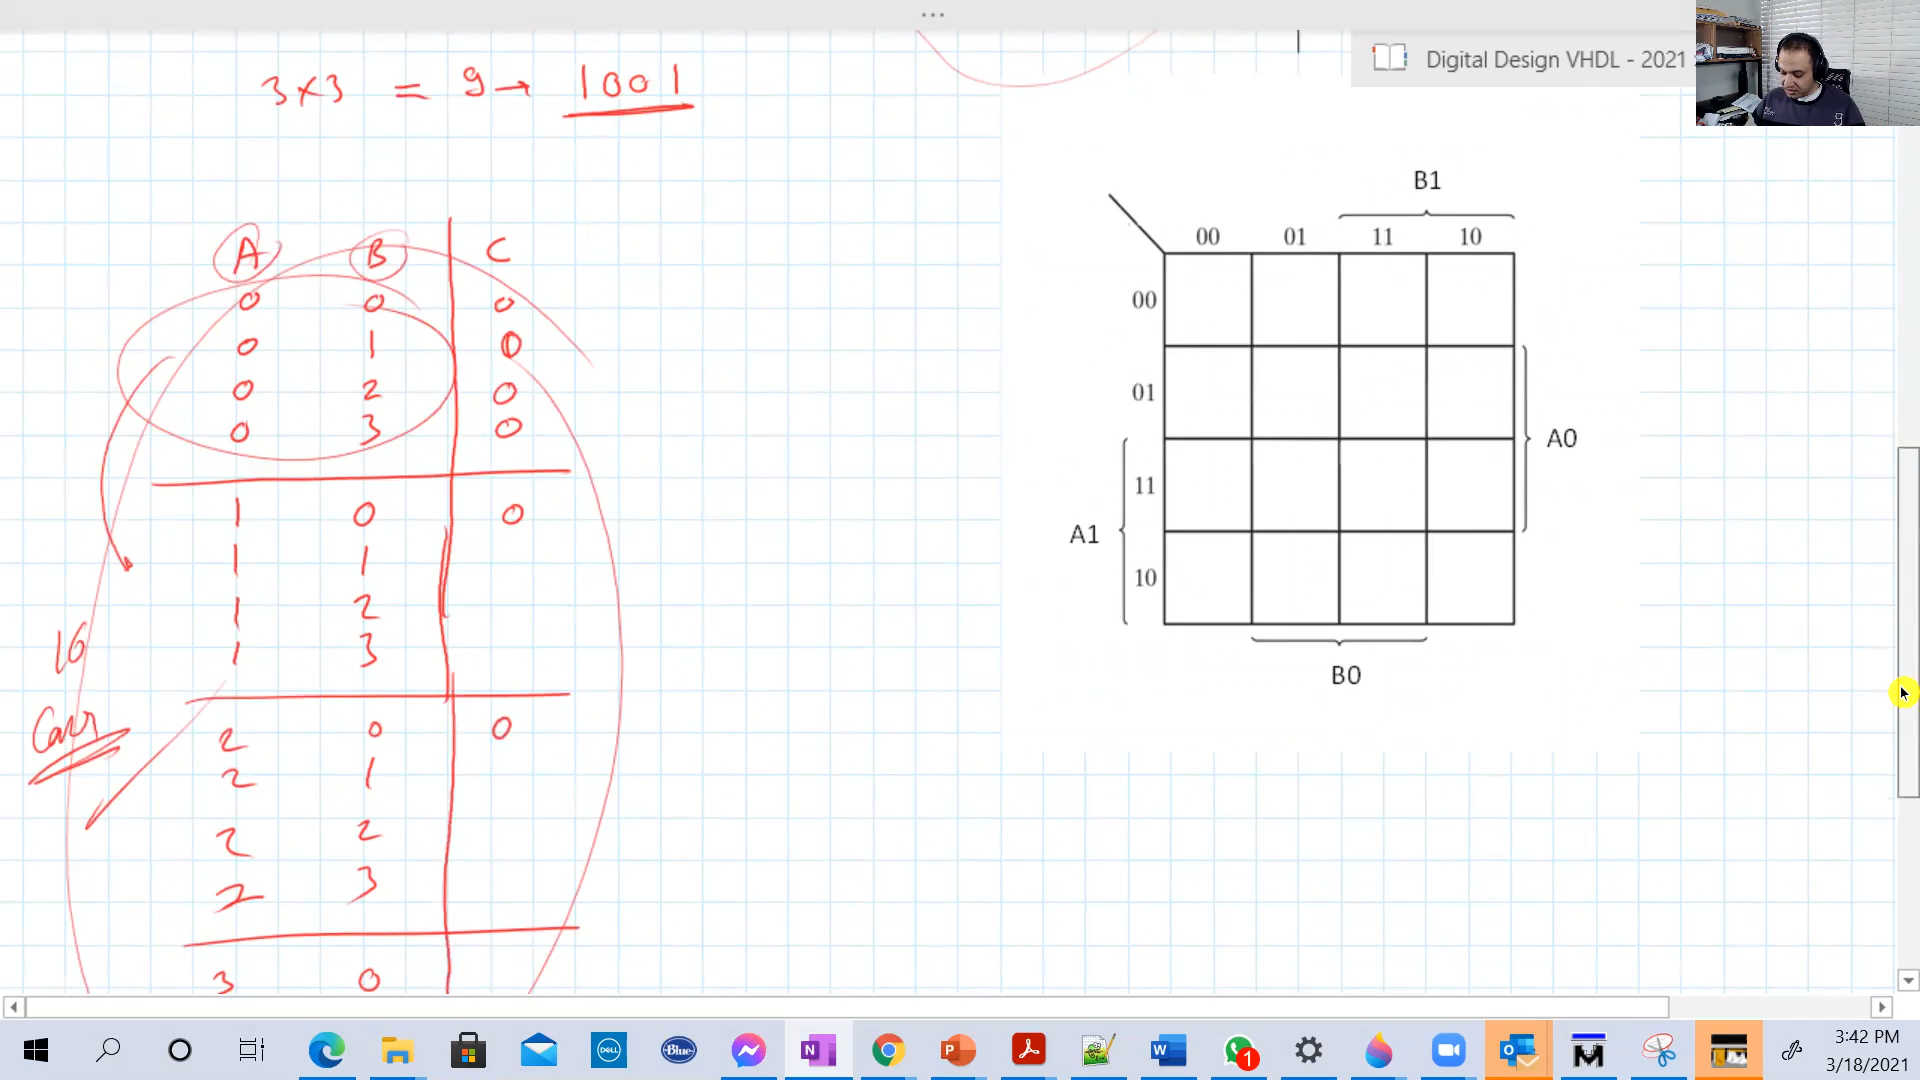 ...
Digital Design VHDL - 2021
3×3 = 9 → 1001
A B C
0 0 0
0 1 0
0 2 0
0 3 0
1 0 0
1 1
1 2
1 3
16
2 0 0
2 1
2 2
2 3
3 0
B1
00 01 11 10
00
01
A0
11
A1
10
B0
DELL
Blue
1
3:42 PM
3/18/2021